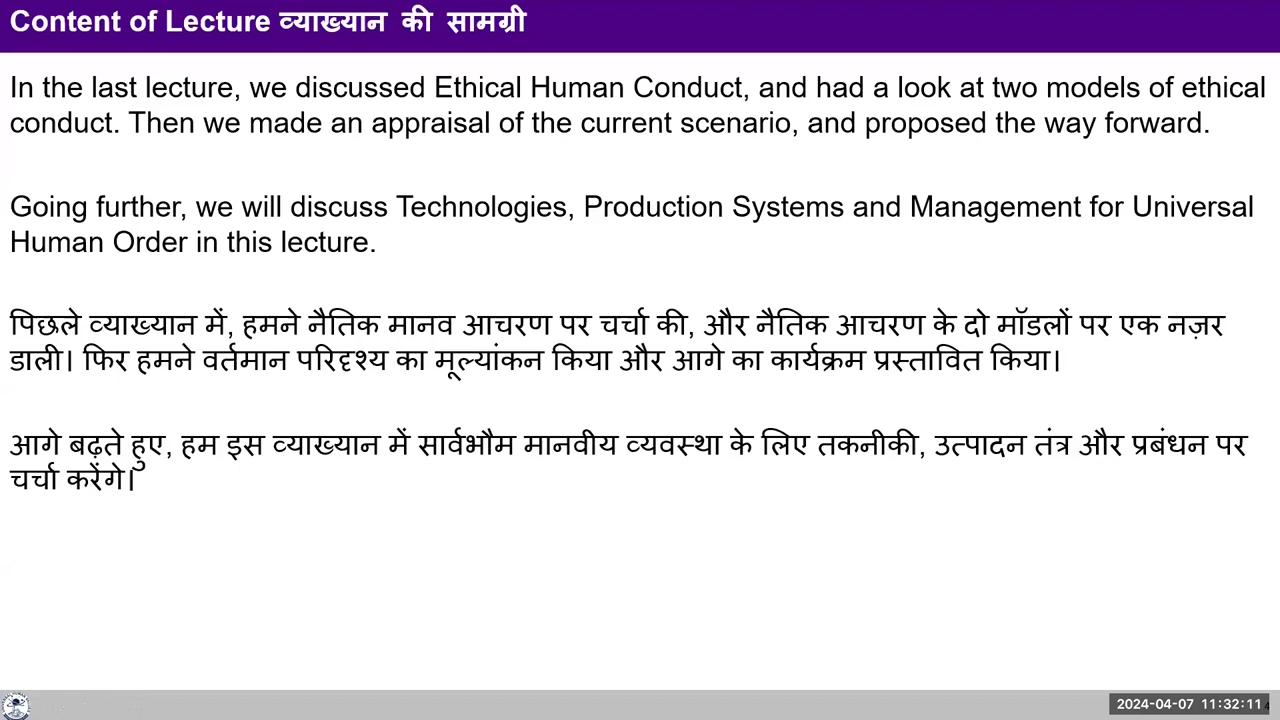 Content of Lecture व्याख्यान की सामग्री
In the last lecture, we discussed Ethical Human Conduct, and had a look at two models of ethical
conduct. Then we made an appraisal of the current scenario, and proposed the way forward.
Going further, we will discuss Technologies, Production Systems and Management for Universal
Human Order in this lecture.
पिछले व्याख्यान में, हमने नैतिक मानव आचरण पर चर्चा की, और नैतिक आचरण के दो मॉडलों पर एक नज़र
डाली। फिर हमने वर्तमान परिदृश्य का मूल्यांकन किया और आगे का कार्यक्रम प्रस्तावित किया।
आगे बढ़ते हुए, हम इस व्याख्यान में सार्वभौम मानवीय व्यवस्था के लिए तकनीकी, उत्पादन तंत्र और प्रबंधन पर
चर्चा करेंगे।
2024-04-07 11:32:11
4